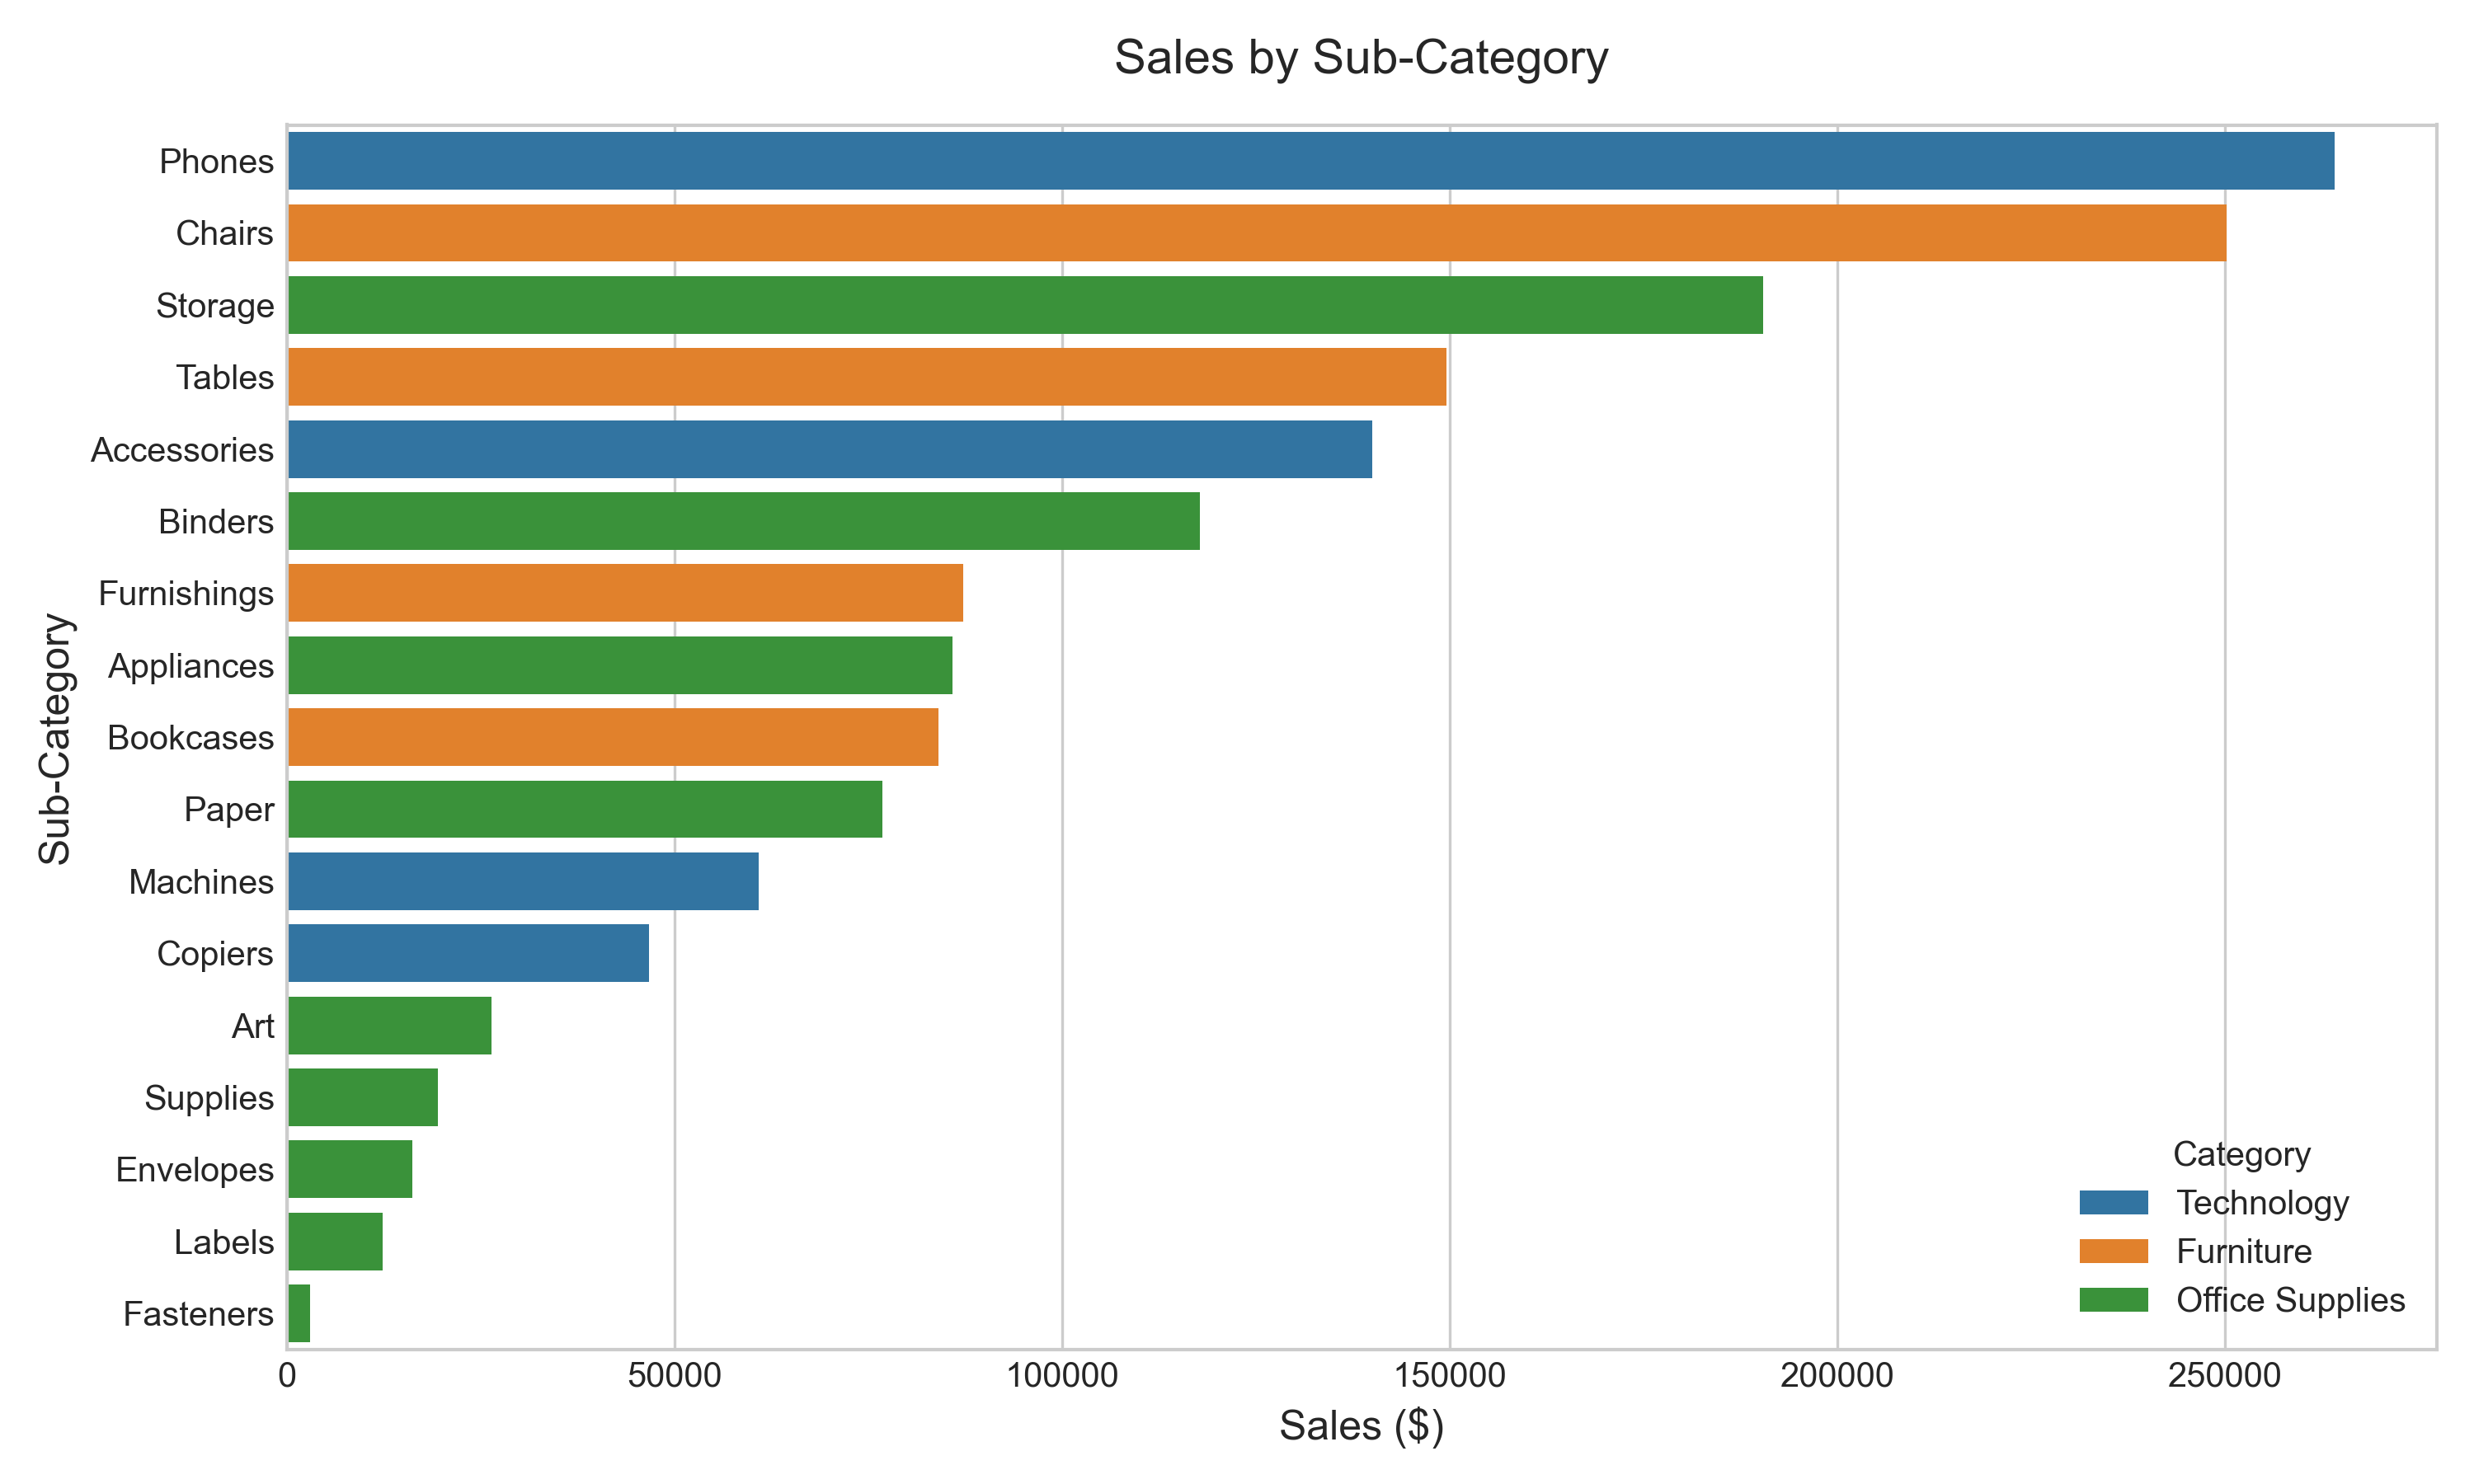 Sales by Sub-Category
Sub-Category
Phones
Chairs
Storage
Tables
Accessories
Binders
Furnishings
Appliances
Bookcases
Paper
Machines
Copiers
Art
Supplies
Envelopes
Labels
Fasteners
Category
Technology
Furniture
Office Supplies
0 50000 100000 150000 200000 250000
Sales ($)